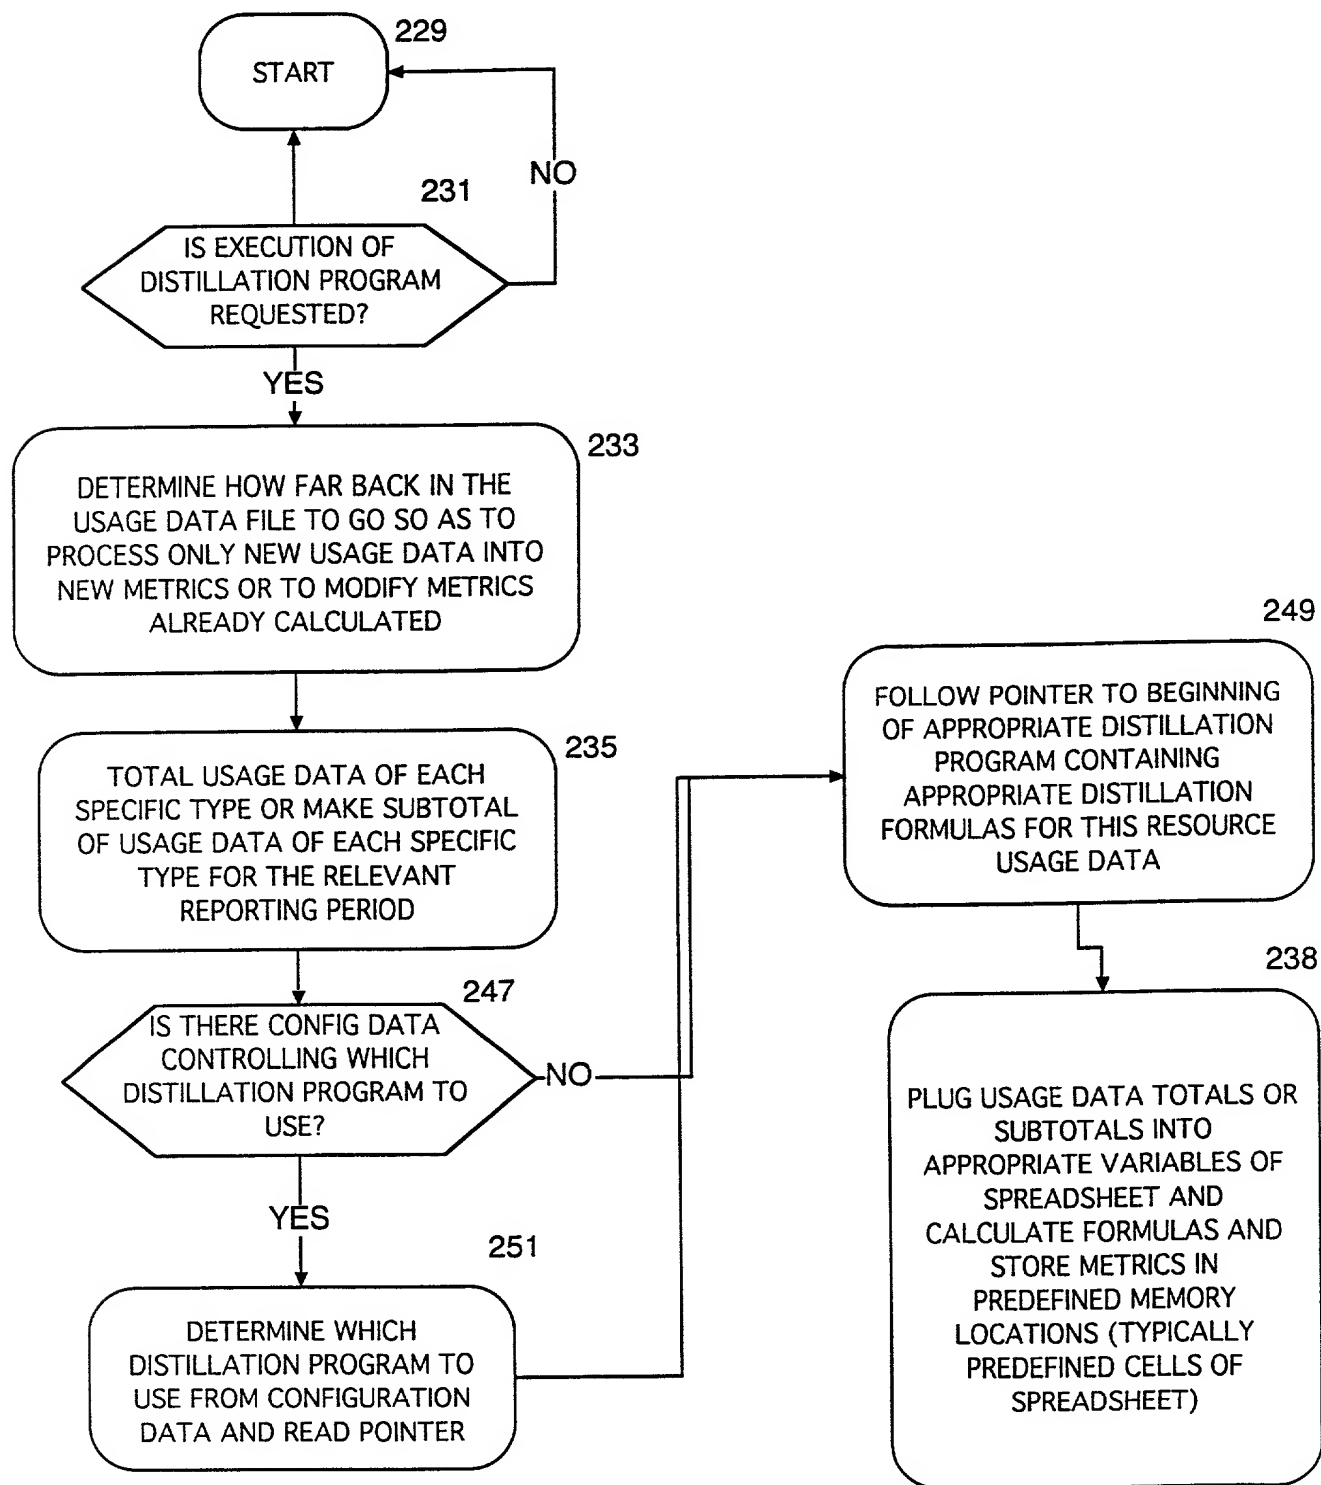 229
START
NO
231
IS EXECUTION OF
DISTILLATION PROGRAM
REQUESTED?
YES
233
DETERMINE HOW FAR BACK IN THE
USAGE DATA FILE TO GO SO AS TO
PROCESS ONLY NEW USAGE DATA INTO
NEW METRICS OR TO MODIFY METRICS
ALREADY CALCULATED
235
TOTAL USAGE DATA OF EACH
SPECIFIC TYPE OR MAKE SUBTOTAL
OF USAGE DATA OF EACH SPECIFIC
TYPE FOR THE RELEVANT
REPORTING PERIOD
247
IS THERE CONFIG DATA
CONTROLLING WHICH
DISTILLATION PROGRAM TO
USE?
NO
YES
251
DETERMINE WHICH
DISTILLATION PROGRAM TO
USE FROM CONFIGURATION
DATA AND READ POINTER
249
FOLLOW POINTER TO BEGINNING
OF APPROPRIATE DISTILLATION
PROGRAM CONTAINING
APPROPRIATE DISTILLATION
FORMULAS FOR THIS RESOURCE
USAGE DATA
238
PLUG USAGE DATA TOTALS OR
SUBTOTALS INTO
APPROPRIATE VARIABLES OF
SPREADSHEET AND
CALCULATE FORMULAS AND
STORE METRICS IN
PREDEFINED MEMORY
LOCATIONS (TYPICALLY
PREDEFINED CELLS OF
SPREADSHEET)